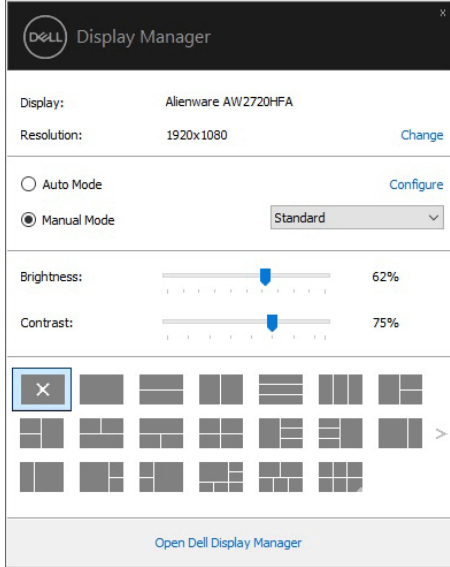 x
DELL Display Manager
Display: Alienware AW2720HFA
Resolution: 1920x1080 Change
Auto Mode Configure
Manual Mode Standard
Brightness: 62%
Contrast: 75%
Open Dell Display Manager